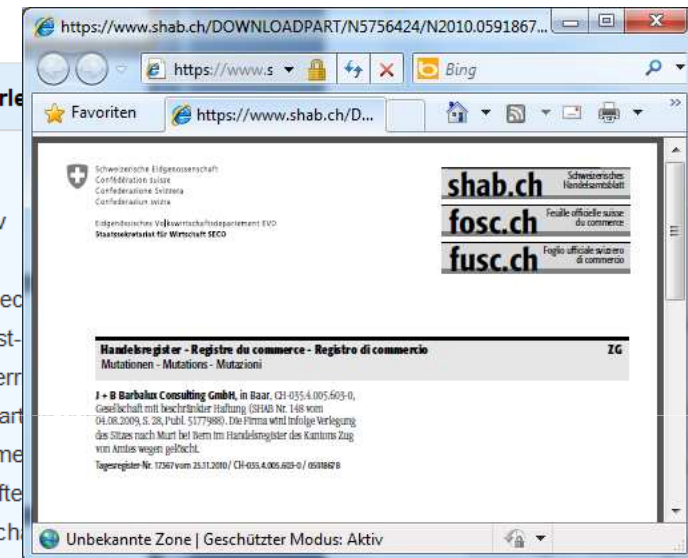 https://www.shab.ch/DOWNLOADPART/N5756424/N2010.0591867...
https://www.s
Bing
Favoriten
https://www.shab.ch/D...
Schweizerische Eidgenossenschaft
Confédération suisse
Confederazione Svizzera
Confederaziun svizra
Eidgenössisches Volkswirtschaftsdepartement EVD
Staatssekretariat für Wirtschaft SECO
shab.ch Schweizerisches Handelsamtsblatt
fosc.ch Feuille officielle suisse du commerce
fusc.ch Foglio ufficiale svizzero di commercio
Handelsregister - Registre du commerce - Registro di commercio ZG
Mutationen - Mutations - Mutazioni
J + B Barbalux Consulting GmbH, in Baar, CH-035.4.005.603-0,
Gesellschaft mit beschränkter Haftung (SHAB Nr. 148 vom
04.08.2009, S. 28, Publ. 5177988). Die Firma wird infolge Verlegung
des Sitzes nach Muri bei Bern im Handelsregister des Kantons Zug
von Amtes wegen gelöscht.
Tagesregister-Nr. 17367 vom 25.11.2010 / CH-035.4.005.603-0 /
Unbekannte Zone | Geschützter Modus: Aktiv